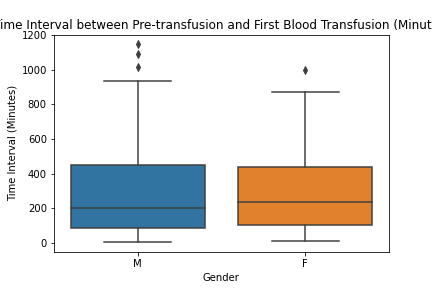 ime Interval between Pre-transfusion and First Blood Transfusion (Minut
1200
1000
800
600
400
200
0
Time Interval (Minutes)
M
F
Gender